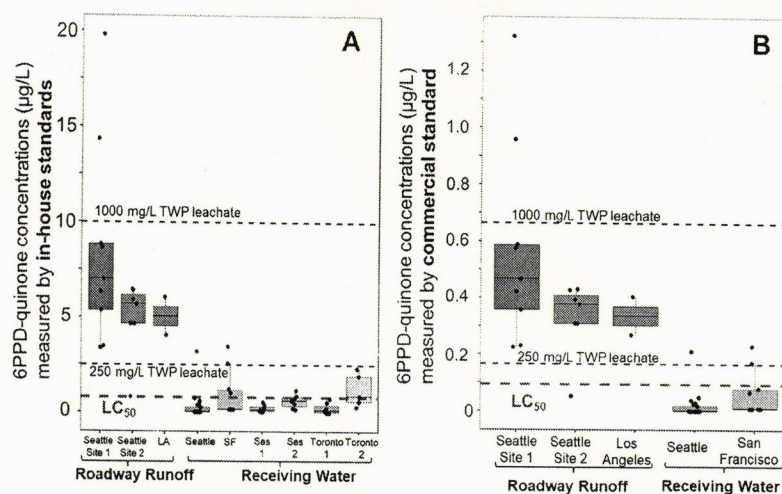 A
6PPD-quinone concentrations (µg/L)
measured by in-house standards
20
15
10
5
0
1000 mg/L TWP leachate
250 mg/L TWP leachate
LC50
Seattle
Site 1
Seattle
Site 2
LA
Seattle
SF
Sas
1
Sas
2
Toronto
1
Toronto
2
Roadway Runoff
Receiving Water
B
6PPD-quinone concentrations (µg/L)
measured by commercial standard
1.2
1.0
0.8
0.6
0.4
0.2
0.0
1000 mg/L TWP leachate
250 mg/L TWP leachate
LC50
Seattle
Site 1
Seattle
Site 2
Los
Angeles
Seattle
San
Francisco
Roadway Runoff
Receiving Water